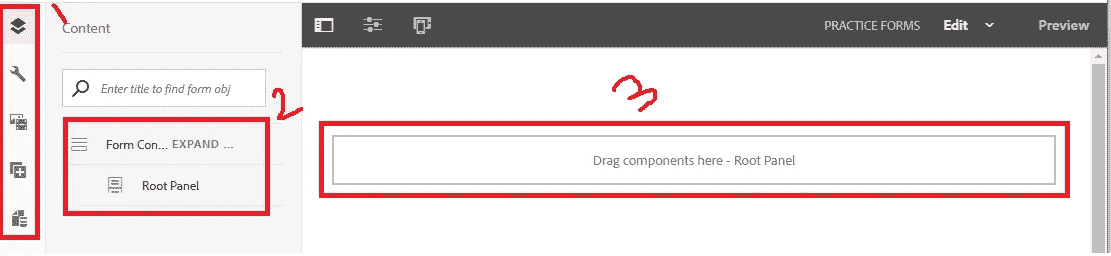 1
Content
PRACTICE FORMS Edit Preview
Enter title to find form obj
2
3
Form Con... EXPAND ...
Drag components here - Root Panel
Root Panel